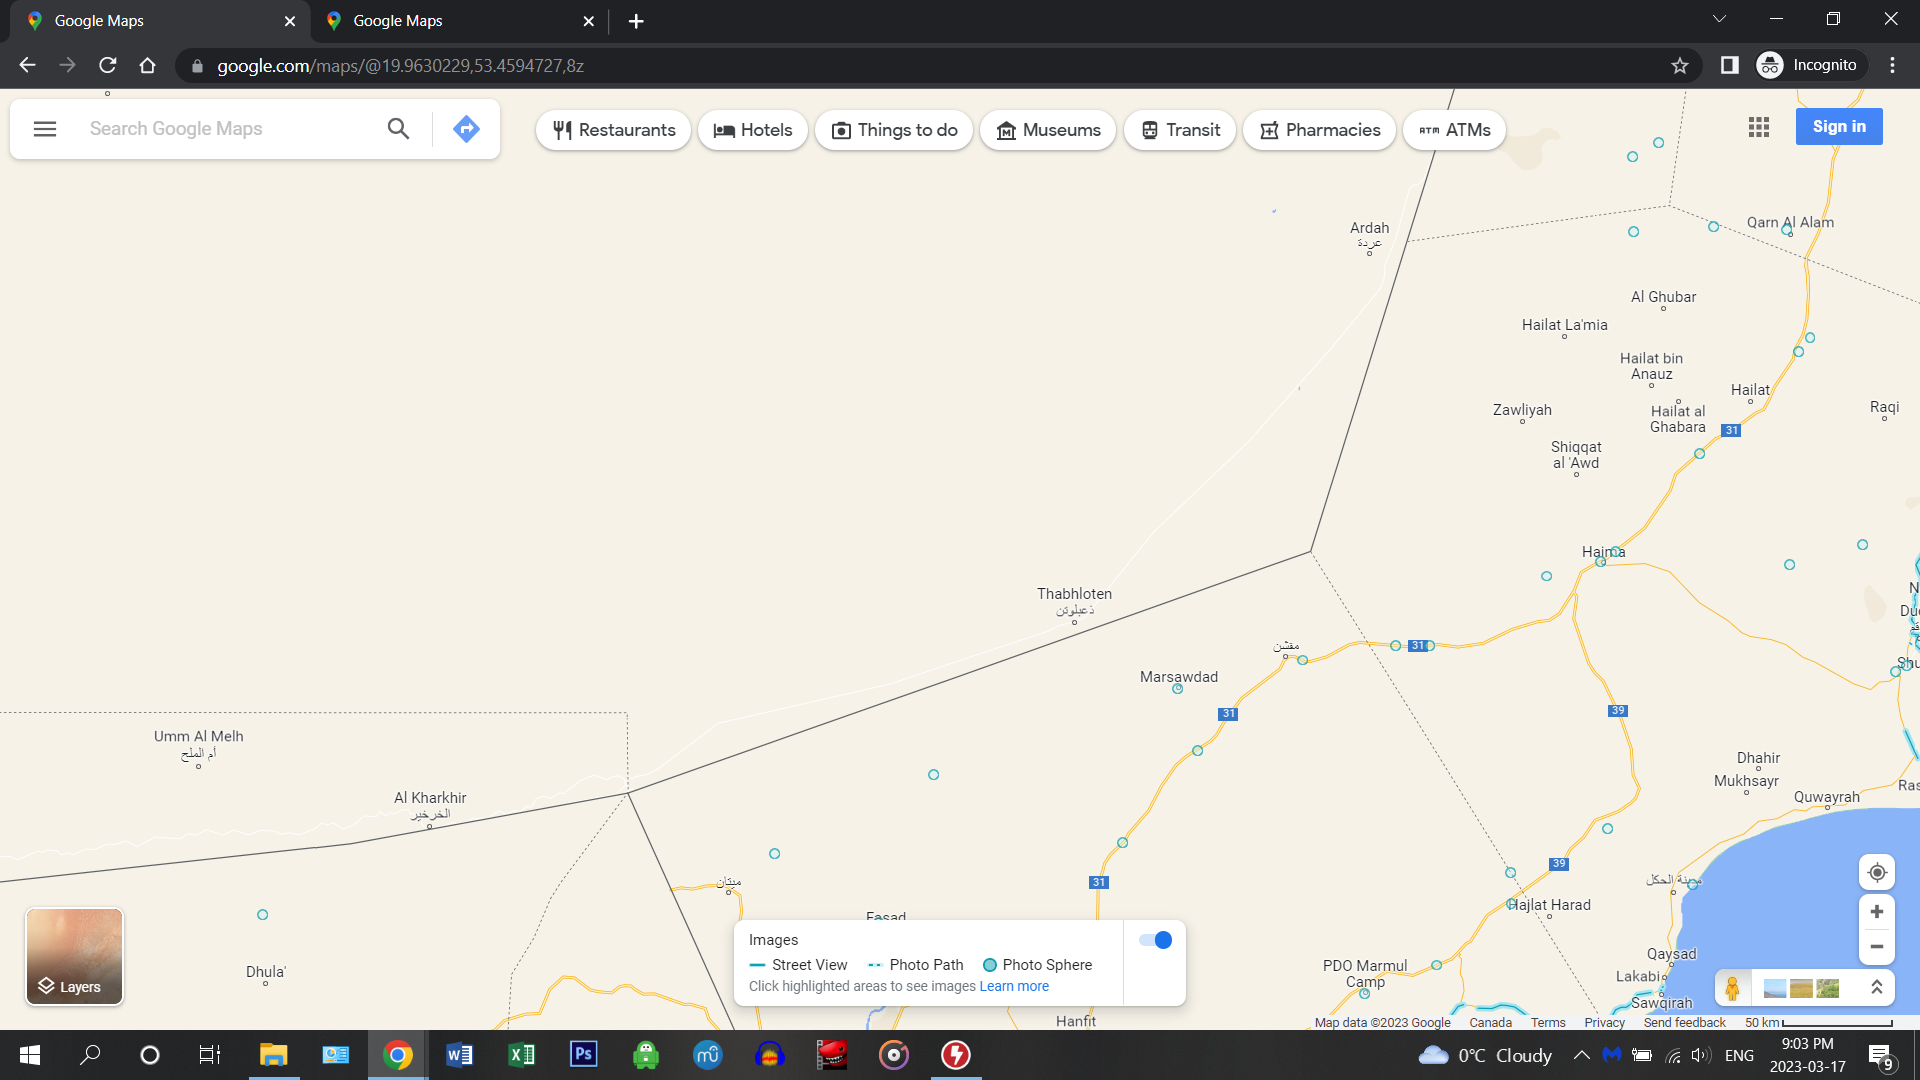 Google Maps
Google Maps
google.com/maps/@19.9630229,53.4594727,8z
Incognito
Search Google Maps
Restaurants
Hotels
Things to do
Museums
Transit
Pharmacies
ATM ATMs
Sign in
Ardah
عردة
Qarn Al Alam
Al Ghubar
Hailat La'mia
Hailat bin
Anauz
Hailat
Zawliyah
Hailat al
Ghabara
Raqi
31
Shiqqat
al 'Awd
Haima
Thabhloten
ذعبلوتن
31
مقشن
Marsawdad
31
39
Umm Al Melh
أم الملح
Al Kharkhir
الخرخير
Dhahir
Mukhsayr
Quwayrah
39
31
ميتان
مدينة الحكل
Hajlat Harad
Fasad
Dhula'
PDO Marmul
Camp
Qaysad
Lakabi
Sawqirah
Hanfit
Layers
Images
Street View
Photo Path
Photo Sphere
Click highlighted areas to see images Learn more
Map data ©2023 Google
Canada
Terms
Privacy
Send feedback
50 km
0°C Cloudy
ENG
9:03 PM
2023-03-17
9